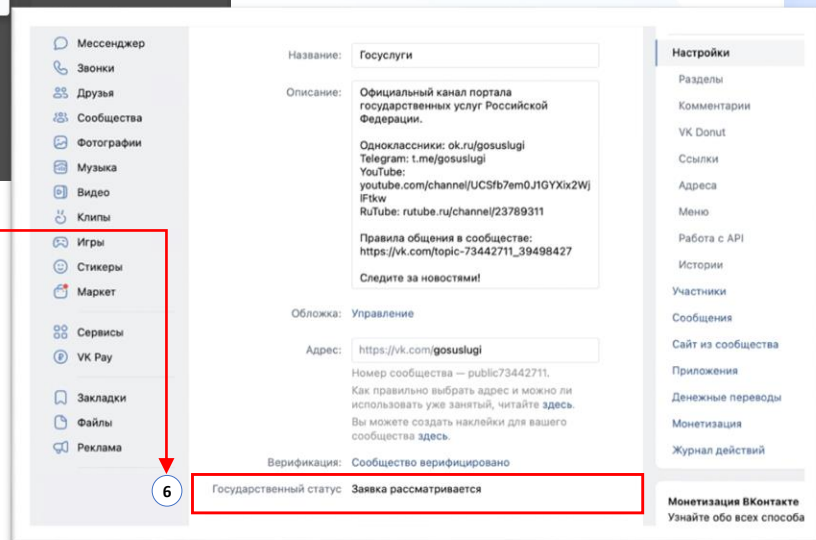 Мессенджер
Звонки
Друзья
Сообщества
Фотографии
Музыка
Видео
Клипы
Игры
Стикеры
Маркет
Сервисы
VK Pay
Закладки
Файлы
Реклама
Название: Госуслуги
Описание: Официальный канал портала
государственных услуг Российской
Федерации.
Одноклассники: ok.ru/gosuslugi
Telegram: t.me/gosuslugi
YouTube:
youtube.com/channel/UCSfb7em0J1GYXix2Wj
lFtkw
RuTube: rutube.ru/channel/23789311
Правила общения в сообществе:
https://vk.com/topic-73442711_39498427
Следите за новостями!
Обложка: Управление
Адрес: https://vk.com/gosuslugi
Номер сообщества — public73442711.
Как правильно выбрать адрес и можно ли
использовать уже занятый, читайте здесь.
Вы можете создать наклейки для вашего
сообщества здесь.
Верификация: Сообщество верифицировано
6 Государственный статус Заявка рассматривается
Настройки
Разделы
Комментарии
VK Donut
Ссылки
Адреса
Меню
Работа с API
Истории
Участники
Сообщения
Сайт из сообщества
Приложения
Денежные переводы
Монетизация
Журнал действий
Монетизация ВКонтакте
Узнайте обо всех способа